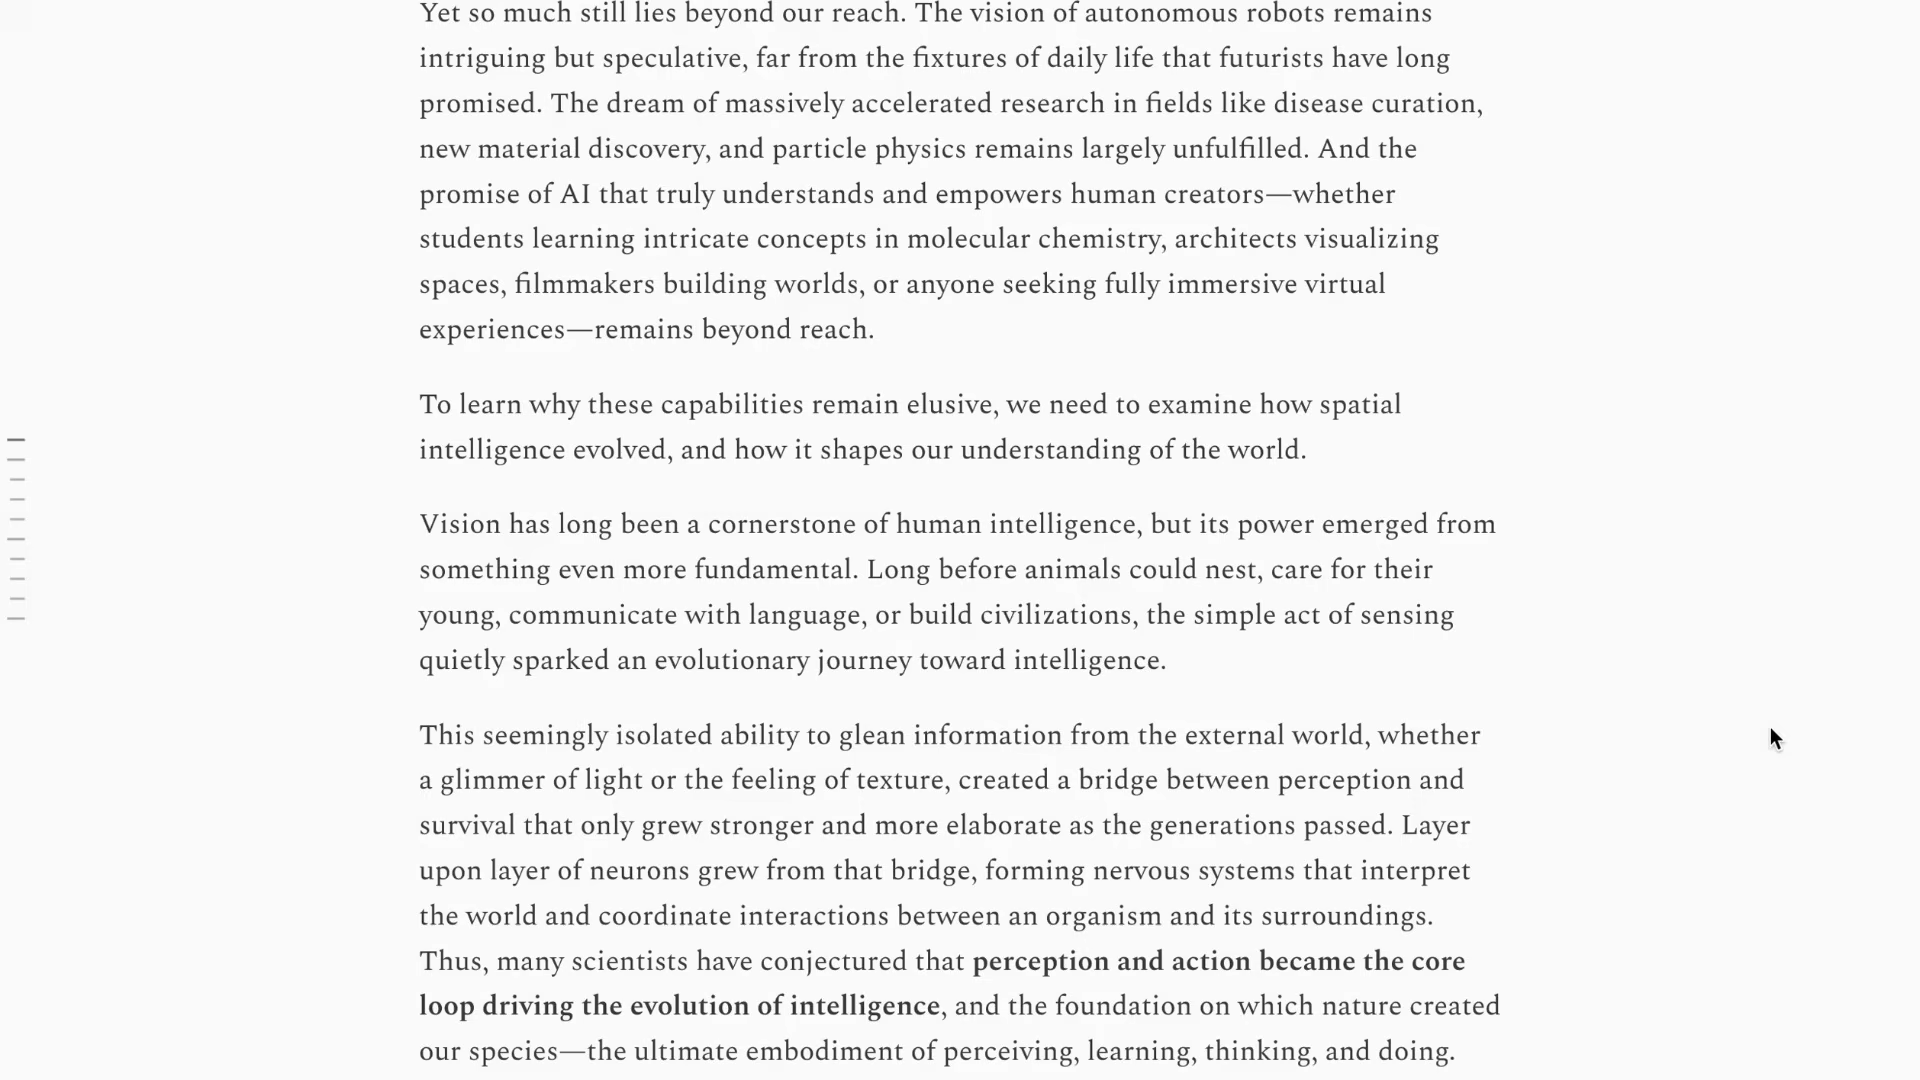 Yet so much still lies beyond our reach. The vision of autonomous robots remains
intriguing but speculative, far from the fixtures of daily life that futurists have long
promised. The dream of massively accelerated research in fields like disease curation,
new material discovery, and particle physics remains largely unfulfilled. And the
promise of AI that truly understands and empowers human creators—whether
students learning intricate concepts in molecular chemistry, architects visualizing
spaces, filmmakers building worlds, or anyone seeking fully immersive virtual
experiences—remains beyond reach.
To learn why these capabilities remain elusive, we need to examine how spatial
intelligence evolved, and how it shapes our understanding of the world.
Vision has long been a cornerstone of human intelligence, but its power emerged from
something even more fundamental. Long before animals could nest, care for their
young, communicate with language, or build civilizations, the simple act of sensing
quietly sparked an evolutionary journey toward intelligence.
This seemingly isolated ability to glean information from the external world, whether
a glimmer of light or the feeling of texture, created a bridge between perception and
survival that only grew stronger and more elaborate as the generations passed. Layer
upon layer of neurons grew from that bridge, forming nervous systems that interpret
the world and coordinate interactions between an organism and its surroundings.
Thus, many scientists have conjectured that perception and action became the core
loop driving the evolution of intelligence, and the foundation on which nature created
our species—the ultimate embodiment of perceiving, learning, thinking, and doing.